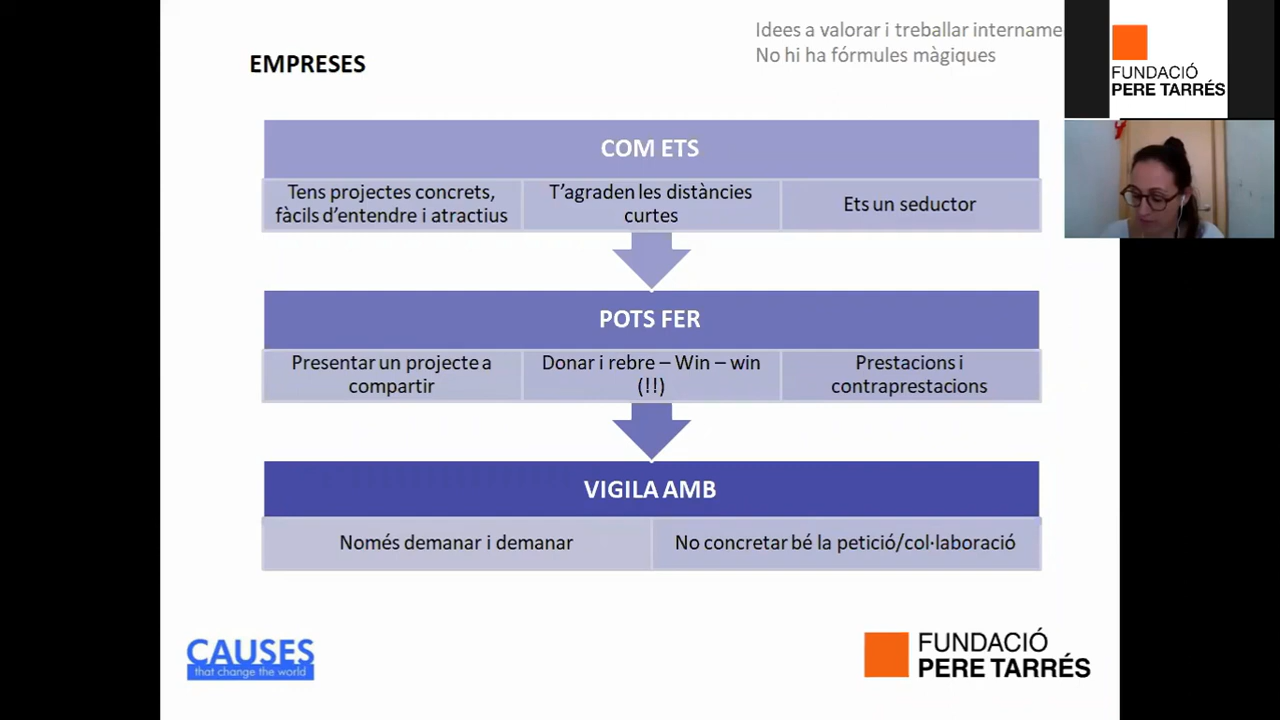 Idees a valorar i treballar
No hi ha fórmules màgiques
EMPRESES
FUNDACIÓ
PERE TARRÉS
COM ETS
Tens projectes concrets,
fàcils d'entendre i atractius
T'agraden les distàncies
curtes
Ets un seductor
POTS FER
Presentar un projecte a
compartir
Donar i rebre – Win – win
(!!)
Prestacions i
contraprestacions
VIGILA AMB
Només demanar i demanar
No concretar bé la petició/col·laboració
CAUSES
that change the world
FUNDACIÓ
PERE TARRÉS